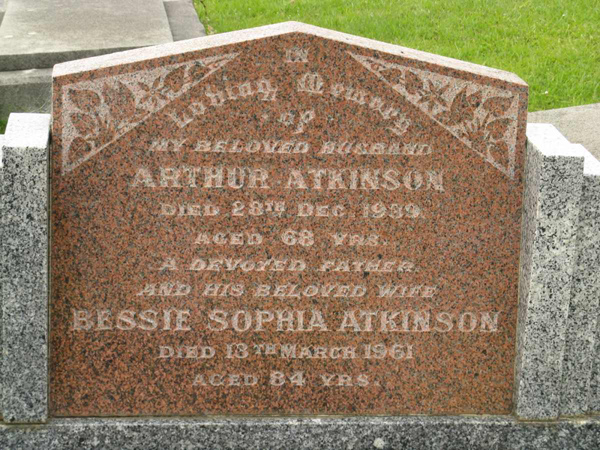 IN
Loving Memory
of
MY BELOVED HUSBAND
ARTHUR ATKINSON
DIED 28TH DEC. 1939.
AGED 68 YRS.
A DEVOTED FATHER
AND HIS BELOVED WIFE
BESSIE SOPHIA ATKINSON
DIED 13TH MARCH 1961
AGED 84 YRS.